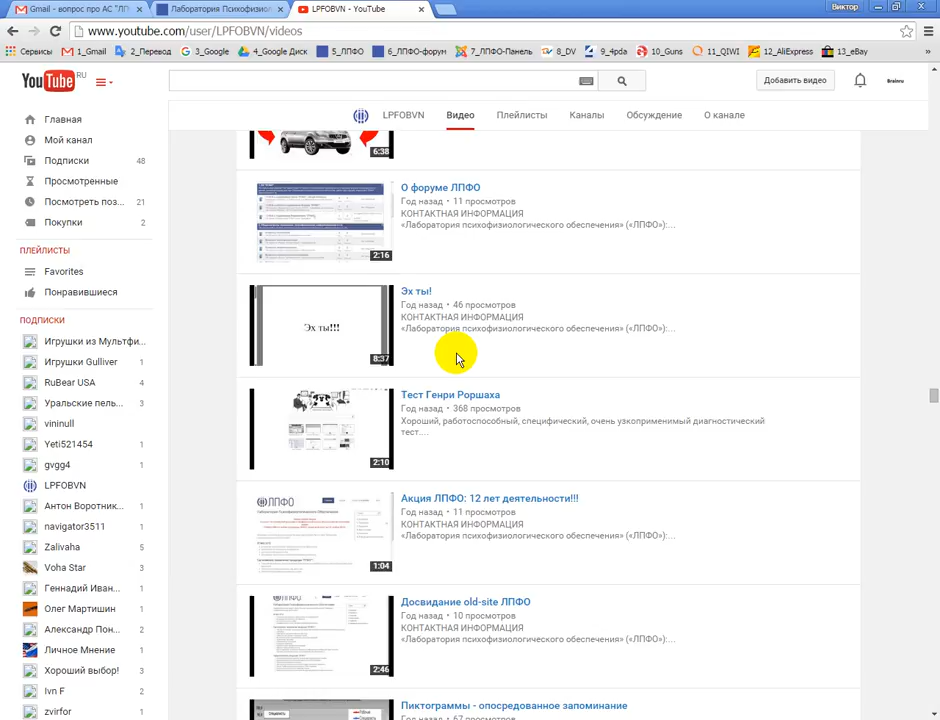 Gmail - вопрос про АС "ЛП
Лаборатория Психофизиол
LPFOBVN - YouTube
Виктор
www.youtube.com/user/LPFOBVN/videos
Сервисы
1_Gmail
2_Перевод
3_Google
4_Google Диск
5_ЛПФО
6_ЛПФО-форум
7_ЛПФО-Панель
8_DV
9_4pda
10_Guns
11_QIWI
12_AliExpress
13_eBay
YouTube RU
Добавить видео
Brainru
LPFOBVN
Видео
Плейлисты
Каналы
Обсуждение
О канале
Главная
Мой канал
Подписки 48
Просмотренные
Посмотреть поз... 21
Покупки 2
ПЛЕЙЛИСТЫ
Favorites
Понравившиеся
ПОДПИСКИ
Игрушки из Мультфи...
Игрушки Gulliver 1
RuBear USA 4
Уральские пель... 3
vininull
Yeti521454 1
gvgg4 1
LPFOBVN
Антон Воротник... 1
navigator3511 1
Zalivaha 5
Voha Star 3
Геннадий Иван... 1
Олег Мартишин 1
Александр Пон... 1
Личное Мнение 1
Хороший выбор! 3
Ivn F 2
zvirfor 1
6:38
О форуме ЛПФО
Год назад • 11 просмотров
КОНТАКТНАЯ ИНФОРМАЦИЯ
«Лаборатория психофизиологического обеспечения» («ЛПФО»):...
2:16
Эх ты!
Год назад • 46 просмотров
КОНТАКТНАЯ ИНФОРМАЦИЯ
«Лаборатория психофизиологического обеспечения» («ЛПФО»):...
Эх ты!!!
8:37
Тест Генри Роршаха
Год назад • 368 просмотров
Хороший, работоспособный, специфический, очень узкоприменимый диагностический
тест....
2:10
Акция ЛПФО: 12 лет деятельности!!!
Год назад • 11 просмотров
КОНТАКТНАЯ ИНФОРМАЦИЯ
«Лаборатория психофизиологического обеспечения» («ЛПФО»):...
ЛПФО
1:04
Досвидание old-site ЛПФО
Год назад • 10 просмотров
КОНТАКТНАЯ ИНФОРМАЦИЯ
«Лаборатория психофизиологического обеспечения» («ЛПФО»):...
2:46
Пиктограммы - опосредованное запоминание
Год назад • 67 просмотров